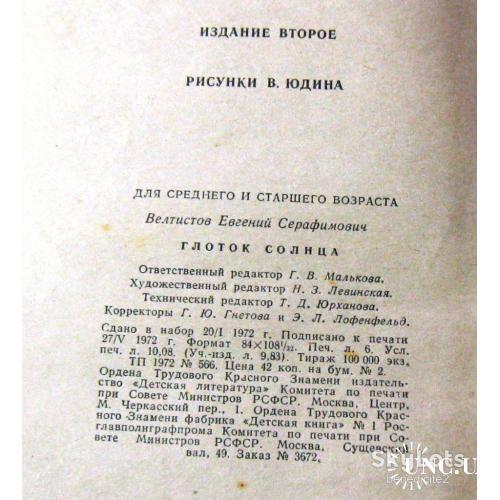 ИЗДАНИЕ ВТОРОЕ
РИСУНКИ В. ЮДИНА
ДЛЯ СРЕДНЕГО И СТАРШЕГО ВОЗРАСТА
Велтистов Евгений Серафимович
ГЛОТОК СОЛНЦА
Ответственный редактор Г. В. Малькова.
Художественный редактор Н. З. Левинская.
Технический редактор Т. Д. Юрханова.
Корректоры Г. Ю. Гнетова и Э. Л. Лофенфельд.
Сдано в набор 20/I 1972 г. Подписано к печати
27/V 1972 г. Формат 84×108¹/₃₂. Печ. л. 6. Усл.
печ. л. 10,08. (Уч.-изд. л. 9,83). Тираж 100 000 экз.
ТП 1972 № 566. Цена 42 коп. на бум. № 2.
Ордена Трудового Красного Знамени издатель-
ство «Детская литература» Комитета по печати
при Совете Министров РСФСР. Москва, Центр,
М. Черкасский пер., 1. Ордена Трудового Крас-
ного Знамени фабрика «Детская книга» № 1 Рос-
главполиграфпрома Комитета по печати при Со-
вете Министров РСФСР. Москва, Сущевский
вал, 49. Заказ № 3672.
UNC.U